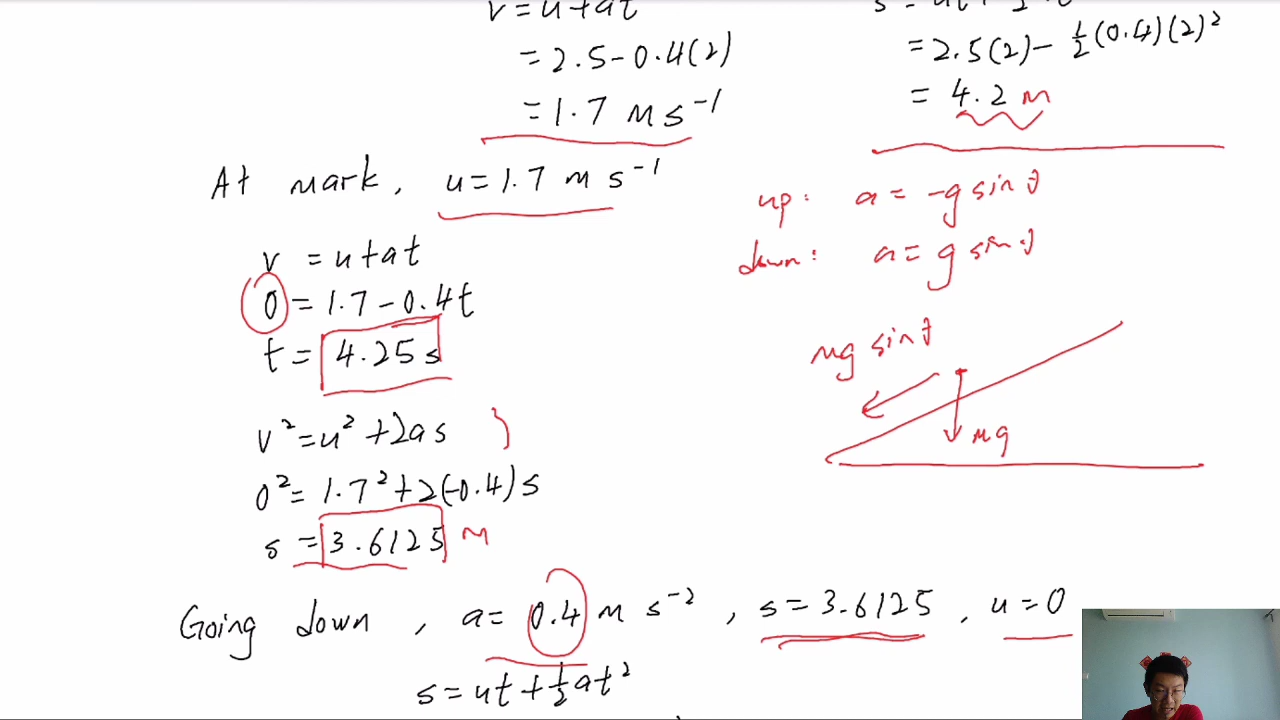 v = u + at
= 2.5 - 0.4(2)
= 1.7 m s⁻¹
= 2.5(2) - ½(0.4)(2)²
= 4.2 m
At mark, u = 1.7 m s⁻¹
v = u + at
0 = 1.7 - 0.4t
t = 4.25 s
v² = u² + 2as
0² = 1.7² + 2(-0.4)s
s = 3.6125 m
up: a = -g sin θ
down: a = g sin θ
mg sin θ
mg
Going down, a = 0.4 m s⁻², s = 3.6125, u = 0
s = ut + ½at²